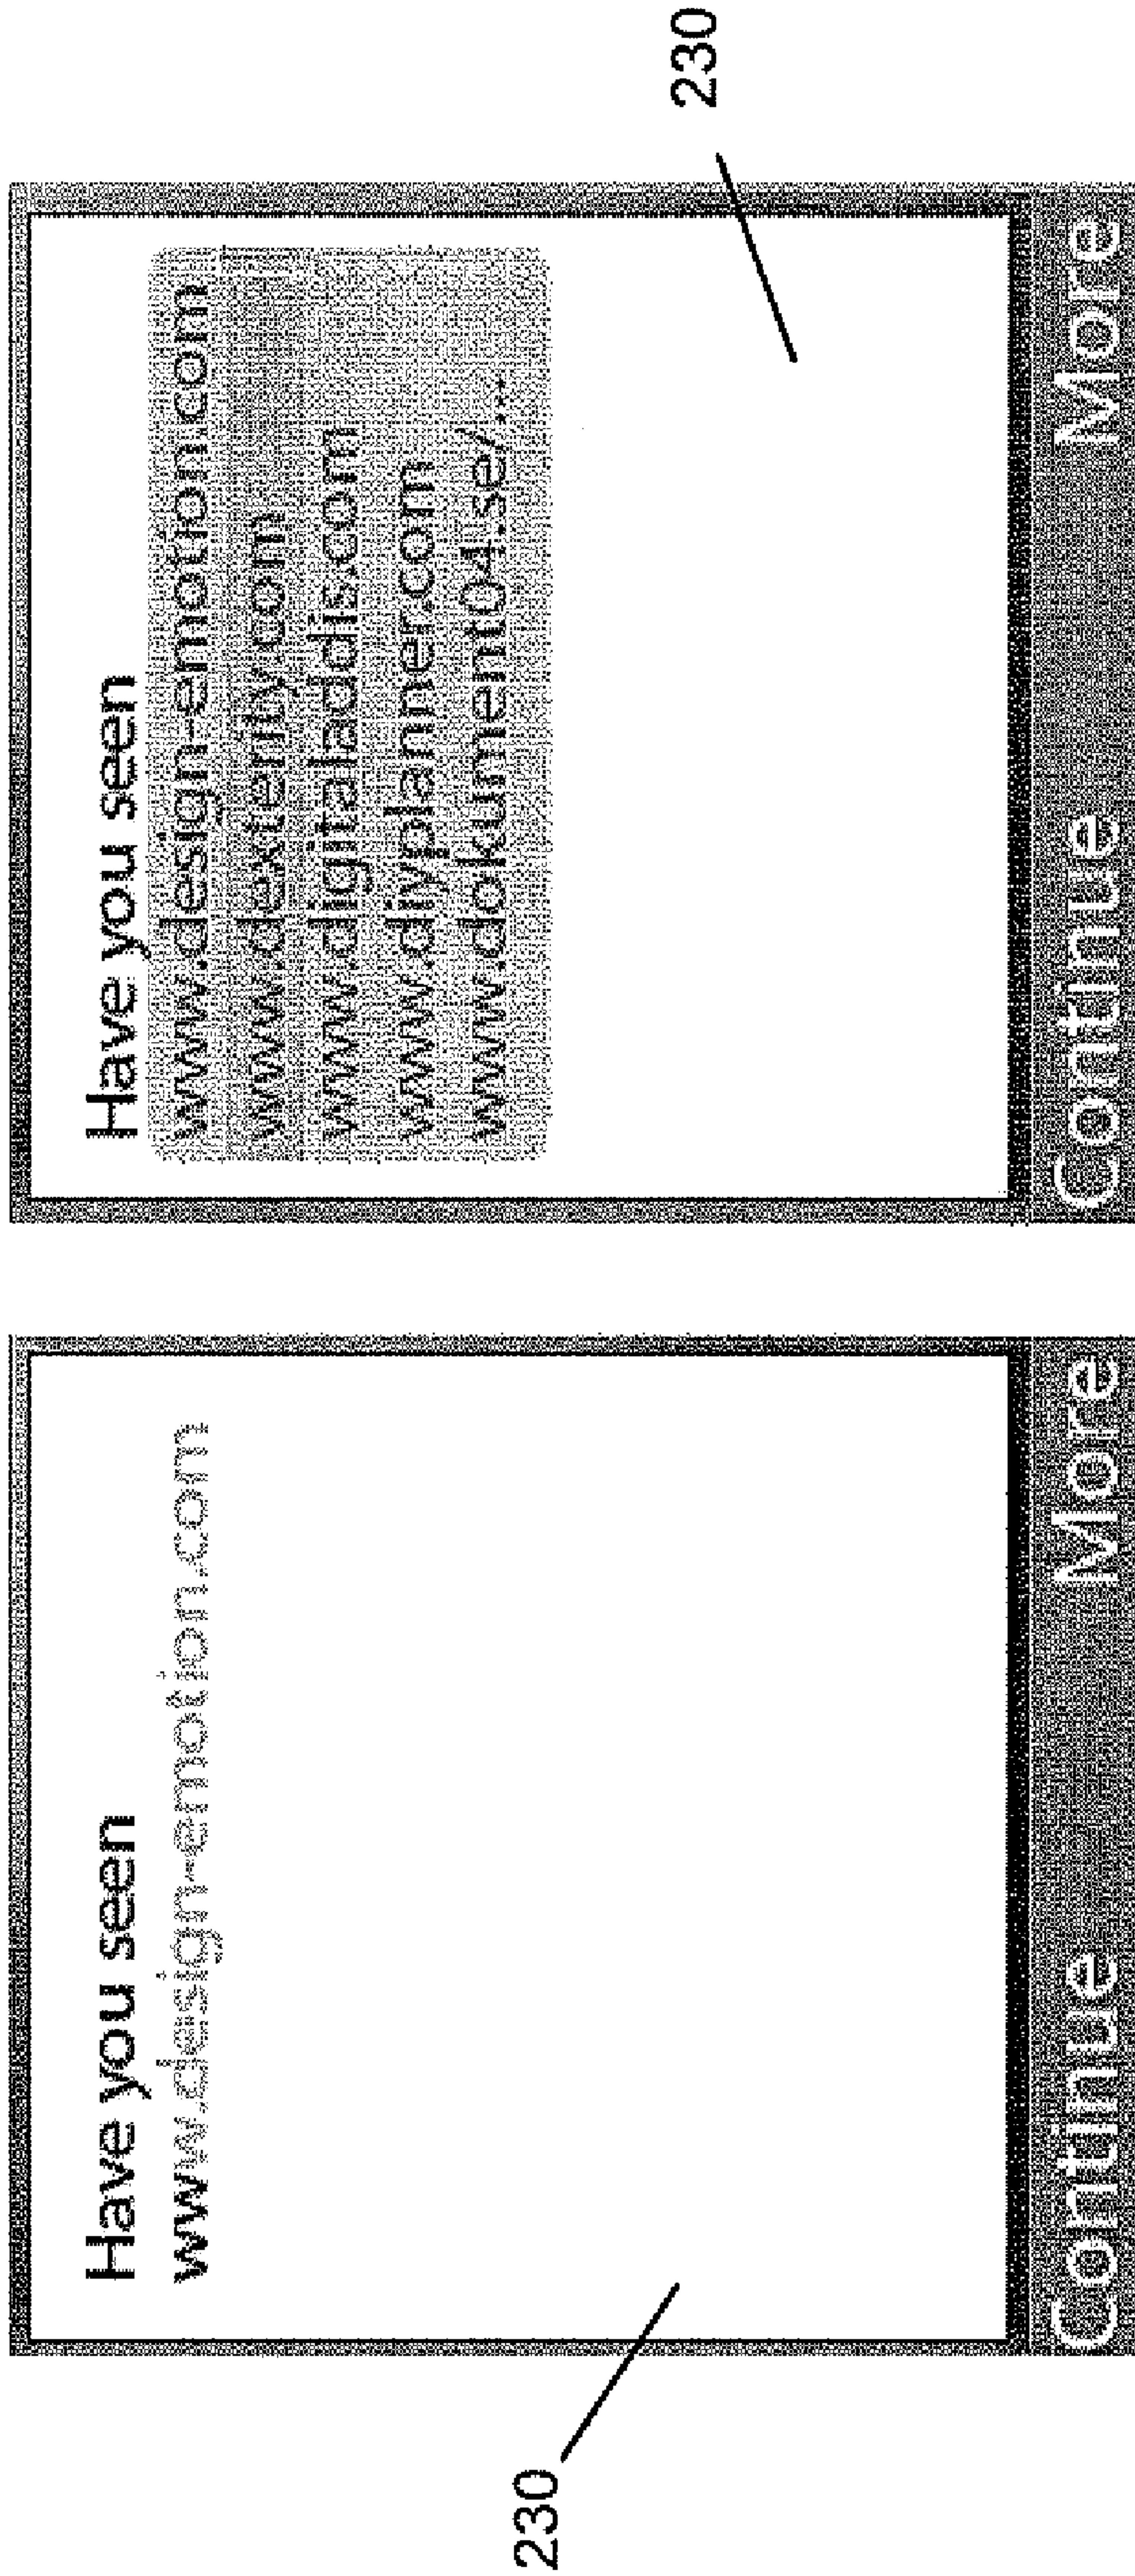 230
Have you seen
www.design-emotion.com
Continue More
Have you seen
www.design-emotion.com
www.dexterity.com
www.digitaladdis.com
www.diyplanner.com
www.dokument04.se/...
Continue More
230